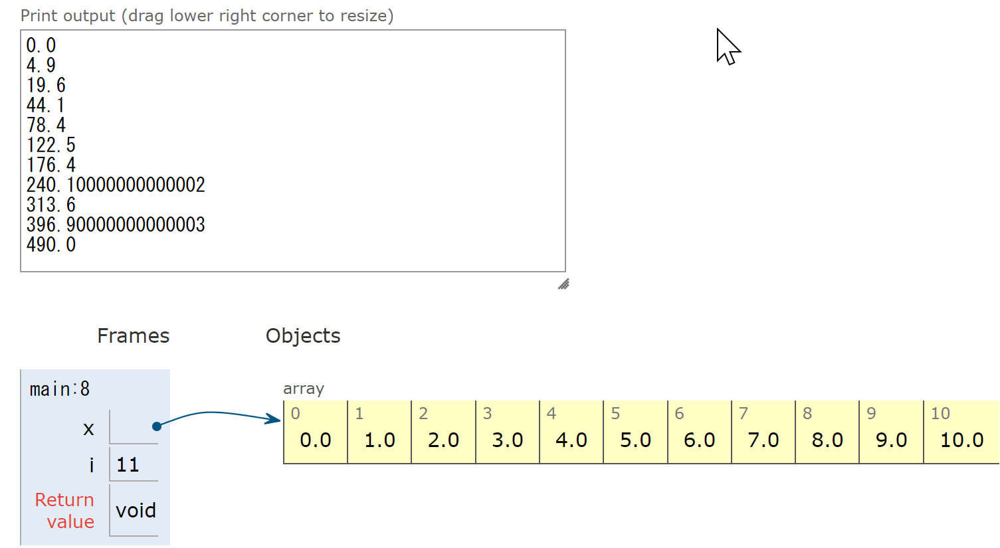 Print output (drag lower right corner to resize)
0.0
4.9
19.6
44.1
78.4
122.5
176.4
240.10000000000002
313.6
396.90000000000003
490.0
Frames Objects
main:8
array
0 1 2 3 4 5 6 7 8 9 10
x 0.0 1.0 2.0 3.0 4.0 5.0 6.0 7.0 8.0 9.0 10.0
i 11
Return
value void